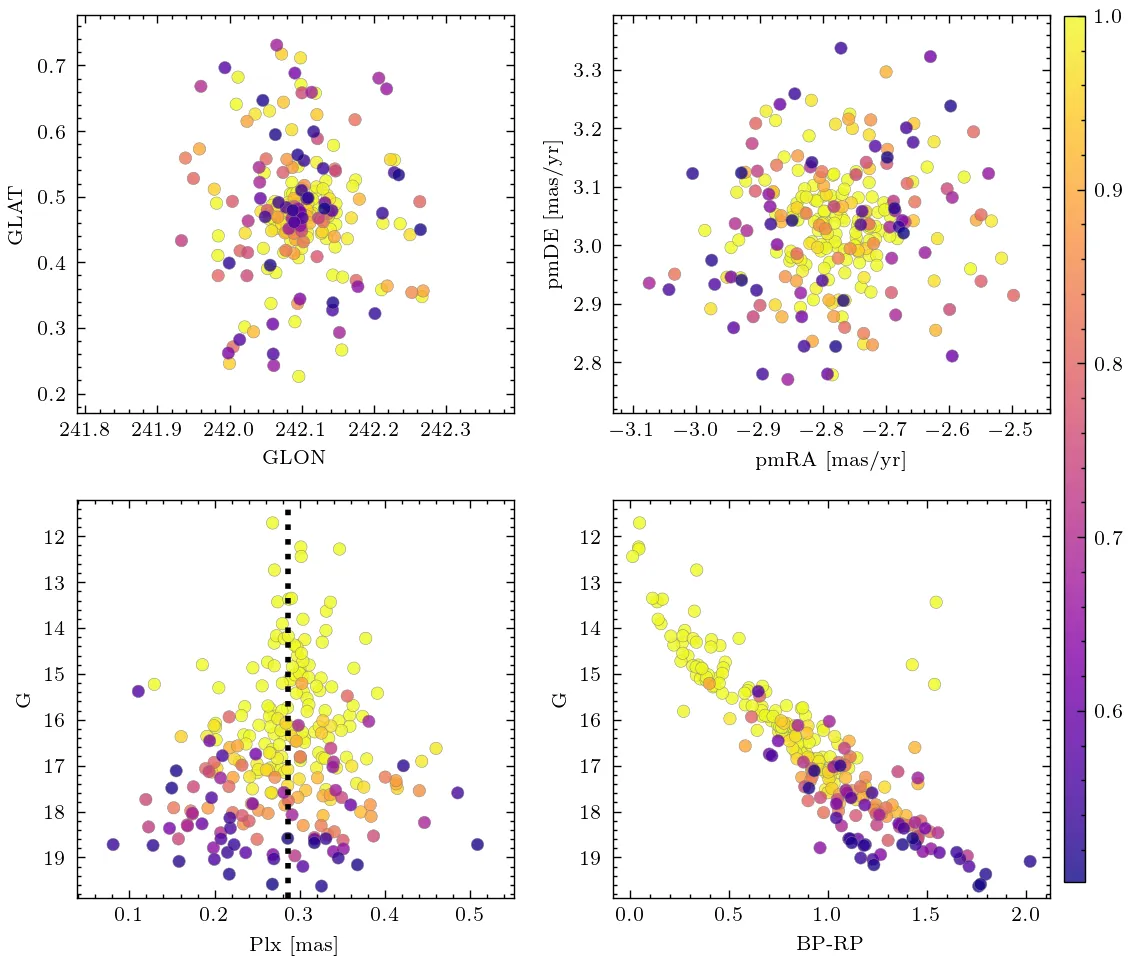 0.7
0.6
0.5
0.4
0.3
0.2
GLAT
241.8 241.9 242.0 242.1 242.2 242.3
GLON
3.3
3.2
3.1
3.0
2.9
2.8
pmDE [mas/yr]
−3.1 −3.0 −2.9 −2.8 −2.7 −2.6 −2.5
pmRA [mas/yr]
1.0
0.9
0.8
0.7
0.6
12
13
14
15
16
17
18
19
G
0.1 0.2 0.3 0.4 0.5
Plx [mas]
12
13
14
15
16
17
18
19
G
0.0 0.5 1.0 1.5 2.0
BP-RP